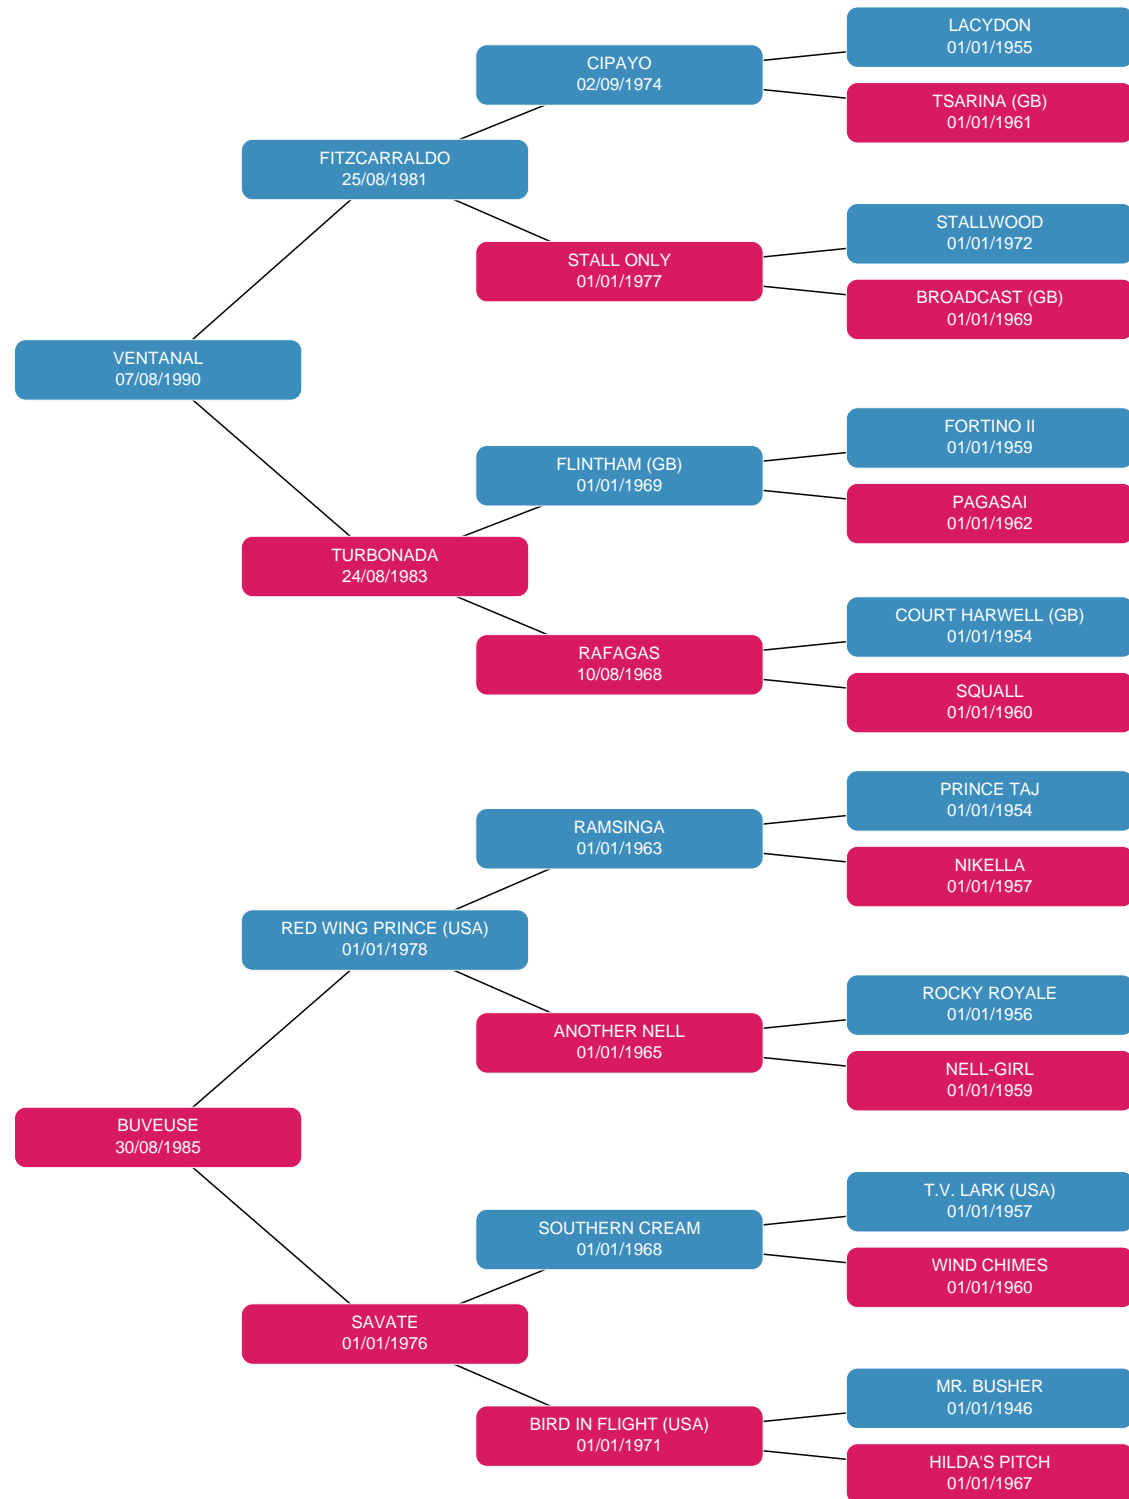 LACYDON
01/01/1955
CIPAYO
02/09/1974
TSARINA (GB)
01/01/1961
FITZCARRALDO
25/08/1981
STALLWOOD
01/01/1972
STALL ONLY
01/01/1977
BROADCAST (GB)
01/01/1969
VENTANAL
07/08/1990
FORTINO II
01/01/1959
FLINTHAM (GB)
01/01/1969
PAGASAI
01/01/1962
TURBONADA
24/08/1983
COURT HARWELL (GB)
01/01/1954
RAFAGAS
10/08/1968
SQUALL
01/01/1960
PRINCE TAJ
01/01/1954
RAMSINGA
01/01/1963
NIKELLA
01/01/1957
RED WING PRINCE (USA)
01/01/1978
ROCKY ROYALE
01/01/1956
ANOTHER NELL
01/01/1965
NELL-GIRL
01/01/1959
BUVEUSE
30/08/1985
T.V. LARK (USA)
01/01/1957
SOUTHERN CREAM
01/01/1968
WIND CHIMES
01/01/1960
SAVATE
01/01/1976
MR. BUSHER
01/01/1946
BIRD IN FLIGHT (USA)
01/01/1971
HILDA'S PITCH
01/01/1967